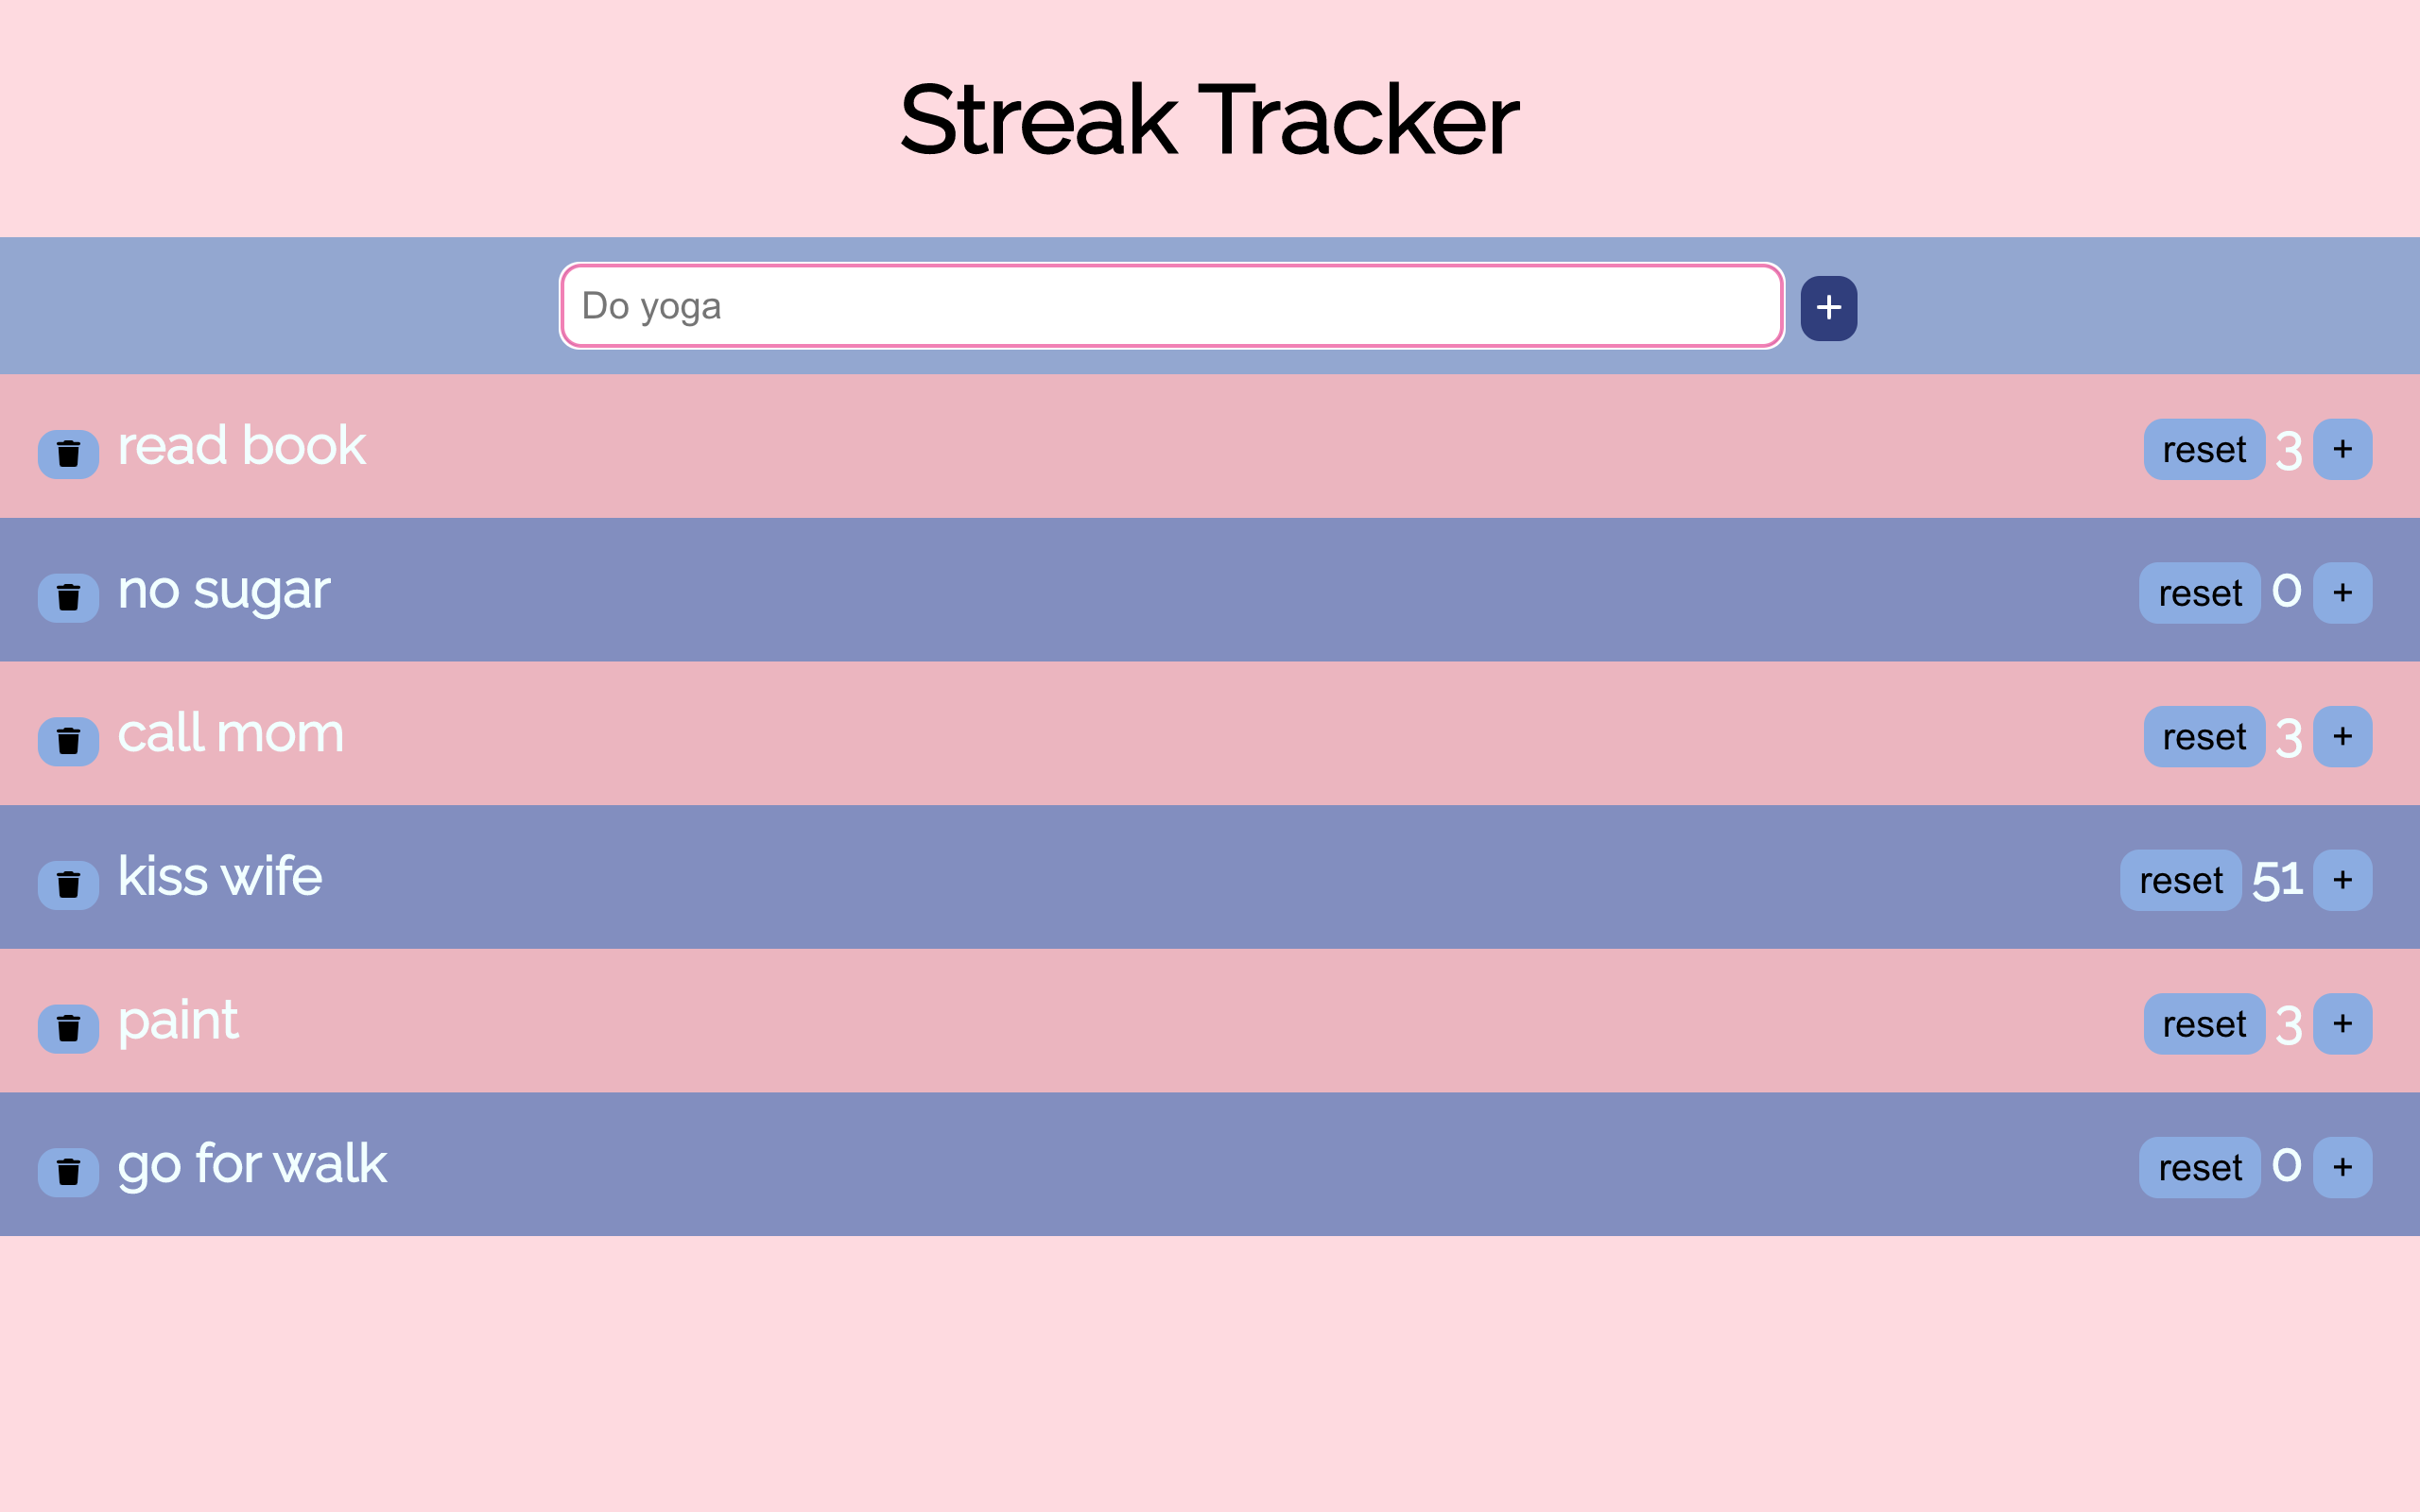 Streak Tracker
Do yoga +
read book reset 3 +
no sugar reset 0 +
call mom reset 3 +
kiss wife reset 51 +
paint reset 3 +
go for walk reset 0 +